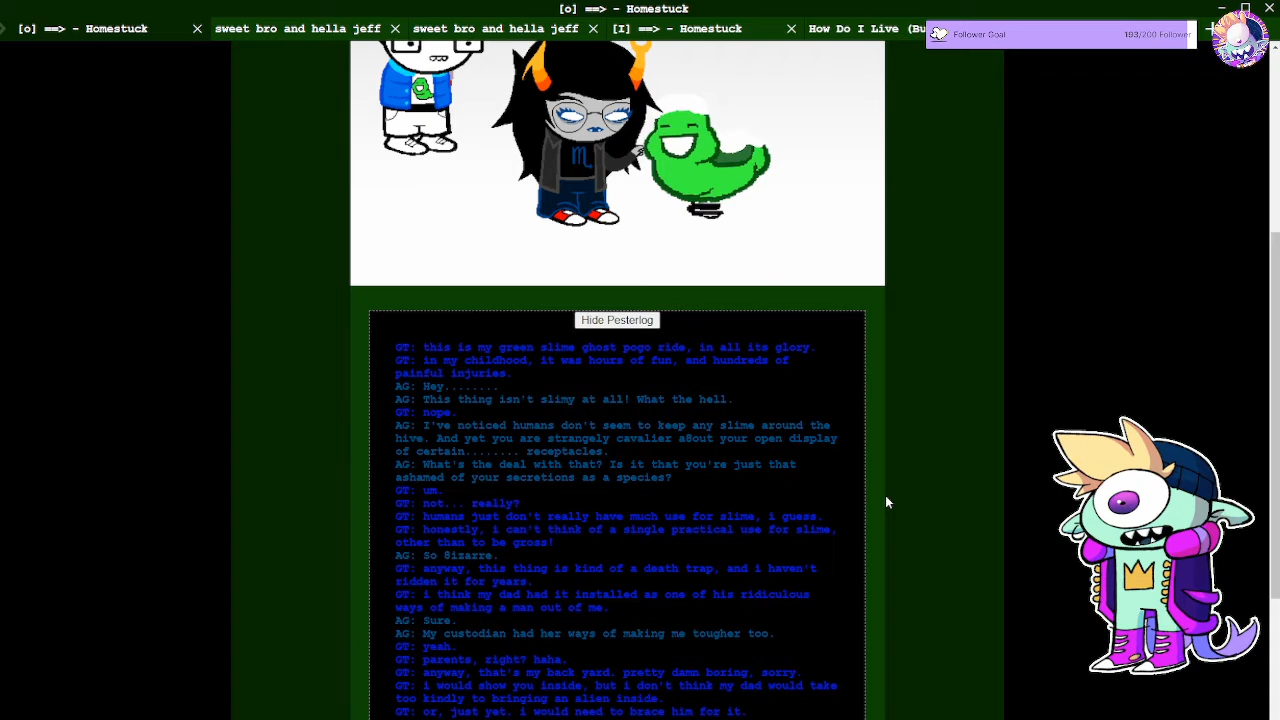 [o] ==> - Homestuck
[o] ==> - Homestuck
sweet bro and hella jeff
sweet bro and hella jeff
[I] ==> - Homestuck
How Do I Live (Bu
Follower Goal
193/200 Follower
♏
Hide Pesterlog
GT: this is my green slime ghost pogo ride, in all its glory.
GT: in my childhood, it was hours of fun, and hundreds of
painful injuries.
AG: Hey........
AG: This thing isn't slimy at all! What the hell.
GT: nope.
AG: I've noticed humans don't seem to keep any slime around the
hive. And yet you are strangely cavalier a8out your open display
of certain........ receptacles.
AG: What's the deal with that? Is it that you're just that
ashamed of your secretions as a species?
GT: um.
GT: not... really?
GT: humans just don't really have much use for slime, i guess.
GT: honestly, i can't think of a single practical use for slime,
other than to be gross!
AG: So 8izarre.
GT: anyway, this thing is kind of a death trap, and i haven't
ridden it for years.
GT: i think my dad had it installed as one of his ridiculous
ways of making a man out of me.
AG: Sure.
AG: My custodian had her ways of making me tougher too.
GT: yeah.
GT: parents, right? haha.
GT: anyway, that's my back yard. pretty damn boring, sorry.
GT: i would show you inside, but i don't think my dad would take
too kindly to bringing an alien inside.
GT: or, just yet. i would need to brace him for it.